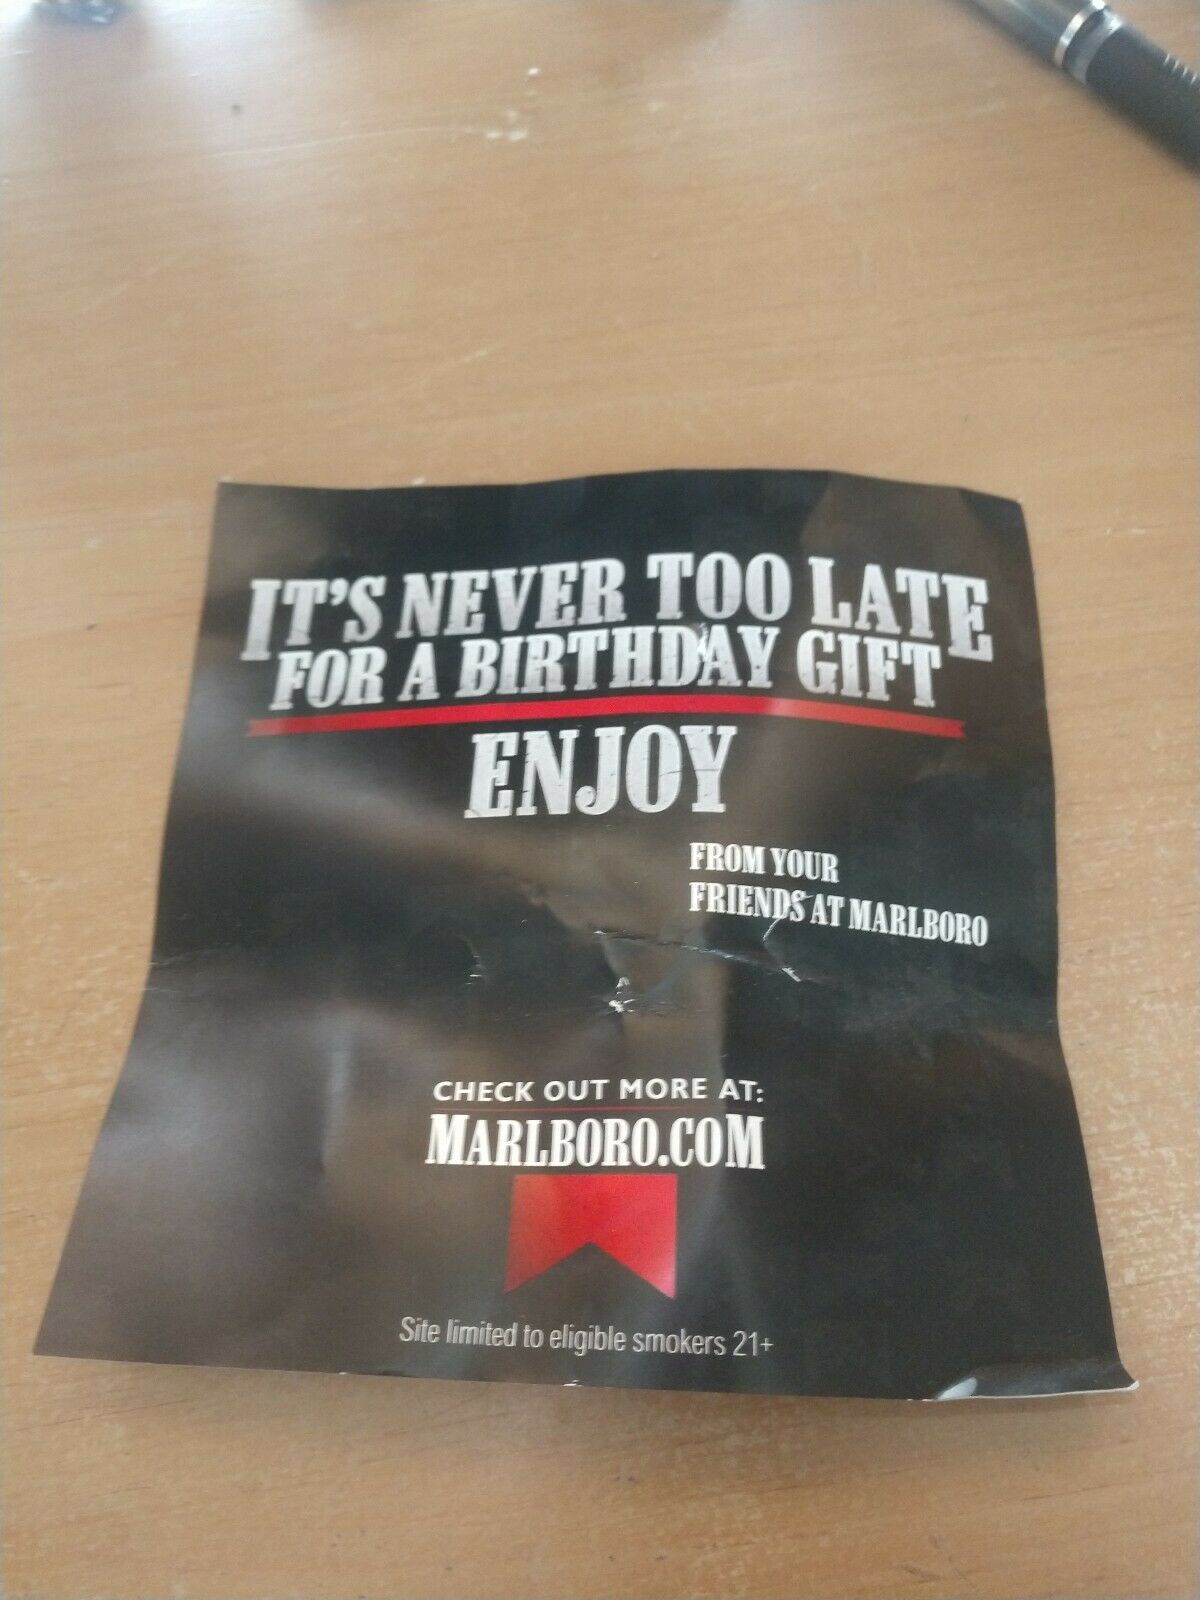 IT'S NEVER TOO LATE
FOR A BIRTHDAY GIFT
ENJOY
FROM YOUR
FRIENDS AT MARLBORO
CHECK OUT MORE AT:
MARLBORO.COM
Site limited to eligible smokers 21+